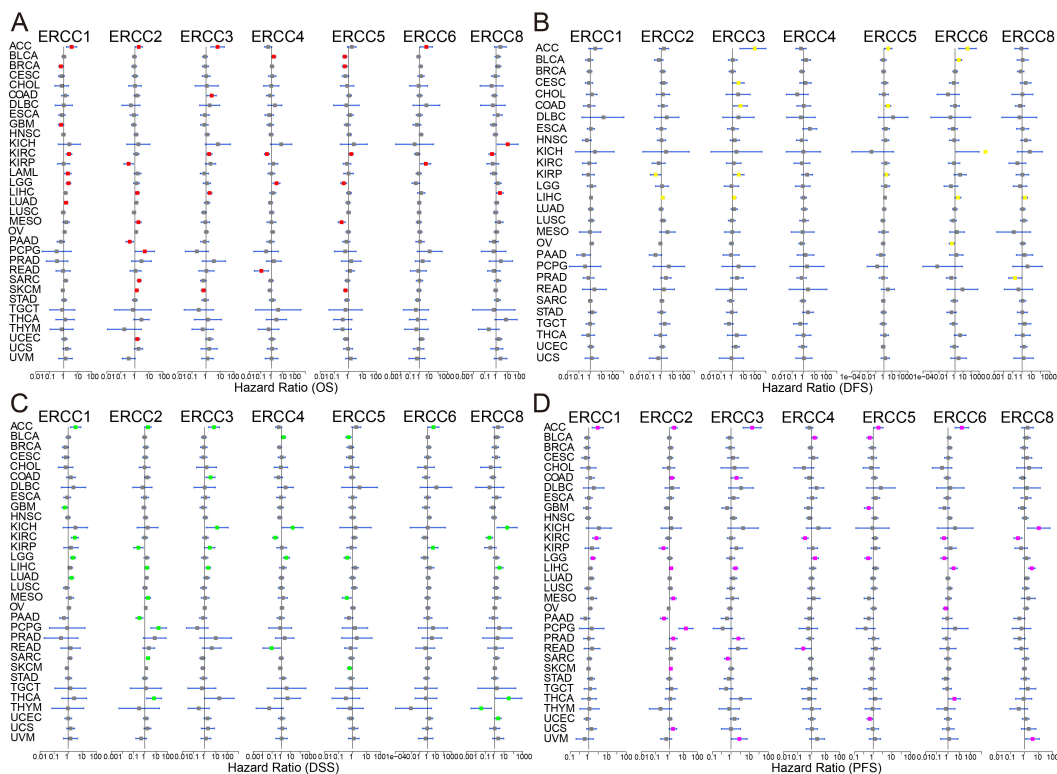 A
ERCC1 ERCC2 ERCC3 ERCC4 ERCC5 ERCC6 ERCC8
ACC
BLCA
BRCA
CESC
CHOL
COAD
DLBC
ESCA
GBM
HNSC
KICH
KIRC
KIRP
LAML
LGG
LIHC
LUAD
LUSC
MESO
OV
PAAD
PCPG
PRAD
READ
SARC
SKCM
STAD
TGCT
THCA
THYM
UCEC
UCS
UVM
Hazard Ratio (OS)
B
ERCC1 ERCC2 ERCC3 ERCC4 ERCC5 ERCC6 ERCC8
ACC
BLCA
BRCA
CESC
CHOL
COAD
DLBC
ESCA
HNSC
KICH
KIRC
KIRP
LGG
LIHC
LUAD
LUSC
MESO
OV
PAAD
PCPG
PRAD
READ
SARC
STAD
TGCT
THCA
UCEC
UCS
Hazard Ratio (DFS)
C
ERCC1 ERCC2 ERCC3 ERCC4 ERCC5 ERCC6 ERCC8
ACC
BLCA
BRCA
CESC
CHOL
COAD
DLBC
ESCA
GBM
HNSC
KICH
KIRC
KIRP
LGG
LIHC
LUAD
LUSC
MESO
OV
PAAD
PCPG
PRAD
READ
SARC
SKCM
STAD
TGCT
THCA
THYM
UCEC
UCS
UVM
Hazard Ratio (DSS)
D
ERCC1 ERCC2 ERCC3 ERCC4 ERCC5 ERCC6 ERCC8
ACC
BLCA
BRCA
CESC
CHOL
COAD
DLBC
ESCA
GBM
HNSC
KICH
KIRC
KIRP
LGG
LIHC
LUAD
LUSC
MESO
OV
PAAD
PCPG
PRAD
READ
SARC
SKCM
STAD
TGCT
THCA
THYM
UCEC
UCS
UVM
Hazard Ratio (PFS)